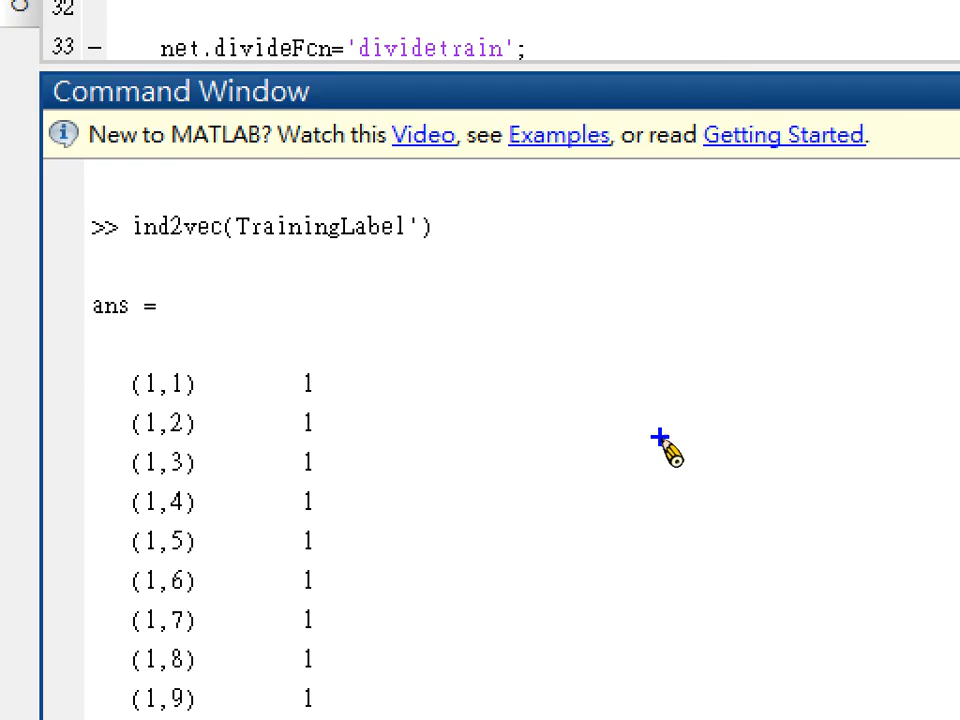 32
33 – net.divideFcn='dividetrain';
Command Window
New to MATLAB? Watch this Video, see Examples, or read Getting Started.
>> ind2vec(TrainingLabel')
ans =
(1,1) 1
(1,2) 1
(1,3) 1
(1,4) 1
(1,5) 1
(1,6) 1
(1,7) 1
(1,8) 1
(1,9) 1